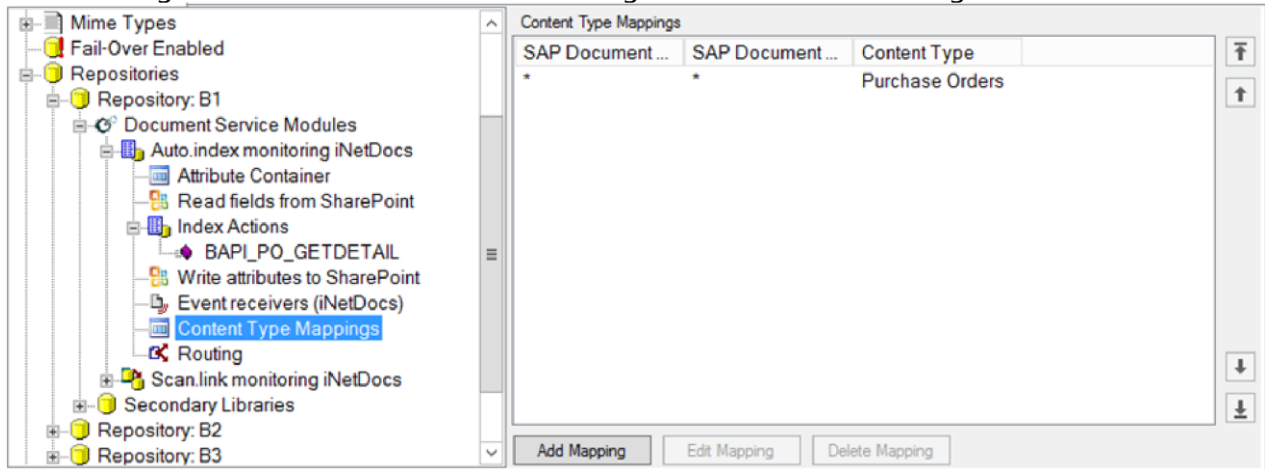 Mime Types
Fail-Over Enabled
Repositories
Repository: B1
Document Service Modules
Auto.index monitoring iNetDocs
Attribute Container
Read fields from SharePoint
Index Actions
BAPI_PO_GETDETAIL
Write attributes to SharePoint
Event receivers (iNetDocs)
Content Type Mappings
Routing
Scan.link monitoring iNetDocs
Secondary Libraries
Repository: B2
Repository: B3
Content Type Mappings
SAP Document ... SAP Document ... Content Type
* * Purchase Orders
Add Mapping Edit Mapping Delete Mapping